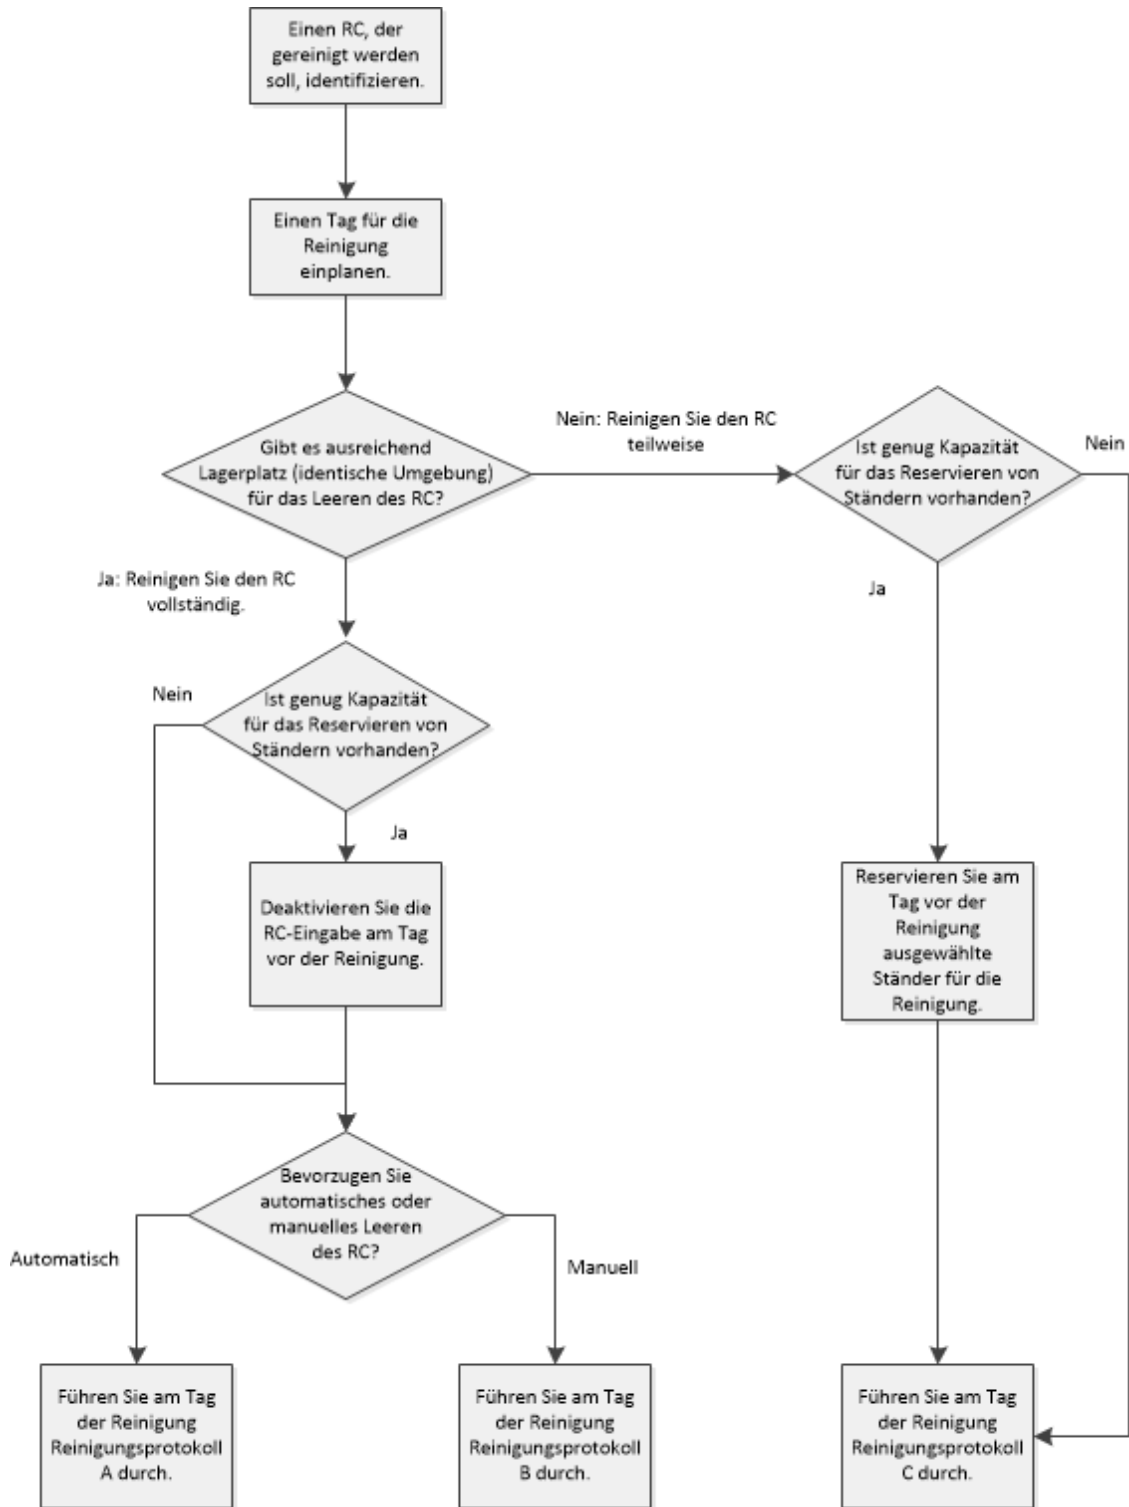 Einen RC, der
gereinigt werden
soll, identifizieren.
Einen Tag für die
Reinigung
einplanen.
Gibt es ausreichend
Lagerplatz (identische Umgebung)
für das Leeren des RC?
Nein: Reinigen Sie den RC
teilweise
Ist genug Kapazität
für das Reservieren von
Ständern vorhanden?
Nein
Ja: Reinigen Sie den RC
vollständig.
Ja
Nein
Ist genug Kapazität
für das Reservieren von
Ständern vorhanden?
Ja
Deaktivieren Sie die
RC-Eingabe am Tag
vor der Reinigung.
Reservieren Sie am
Tag vor der
Reinigung
ausgewählte
Ständer für die
Reinigung.
Bevorzugen Sie
automatisches oder
manuelles Leeren
des RC?
Automatisch
Manuell
Führen Sie am Tag
der Reinigung
Reinigungsprotokoll
A durch.
Führen Sie am Tag
der Reinigung
Reinigungsprotokoll
B durch.
Führen Sie am Tag
der Reinigung
Reinigungsprotokoll
C durch.